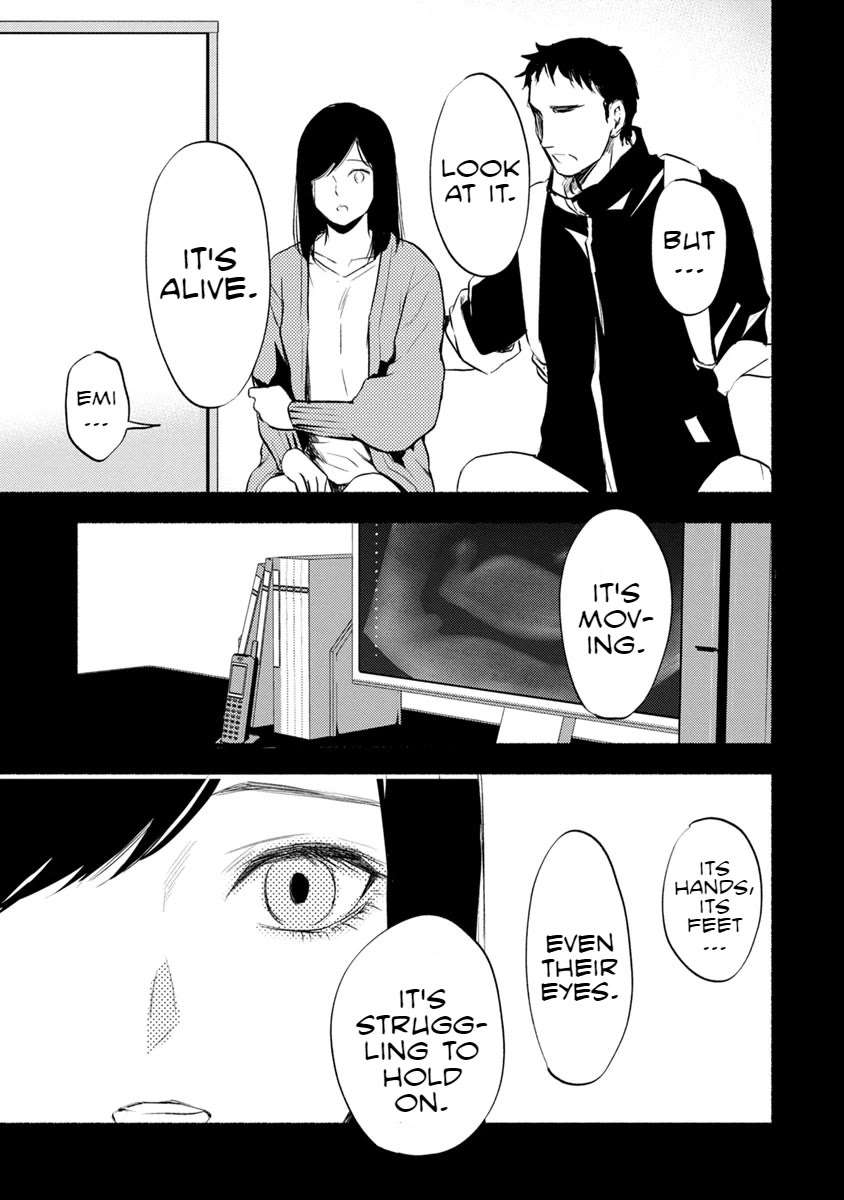 BUT
...
LOOK
AT IT.
IT'S
ALIVE.
EMI
...
IT'S
MOV-
ING.
ITS
HANDS,
ITS
FEET
...
EVEN
THEIR
EYES.
IT'S
STRUGG-
LING TO
HOLD
ON.